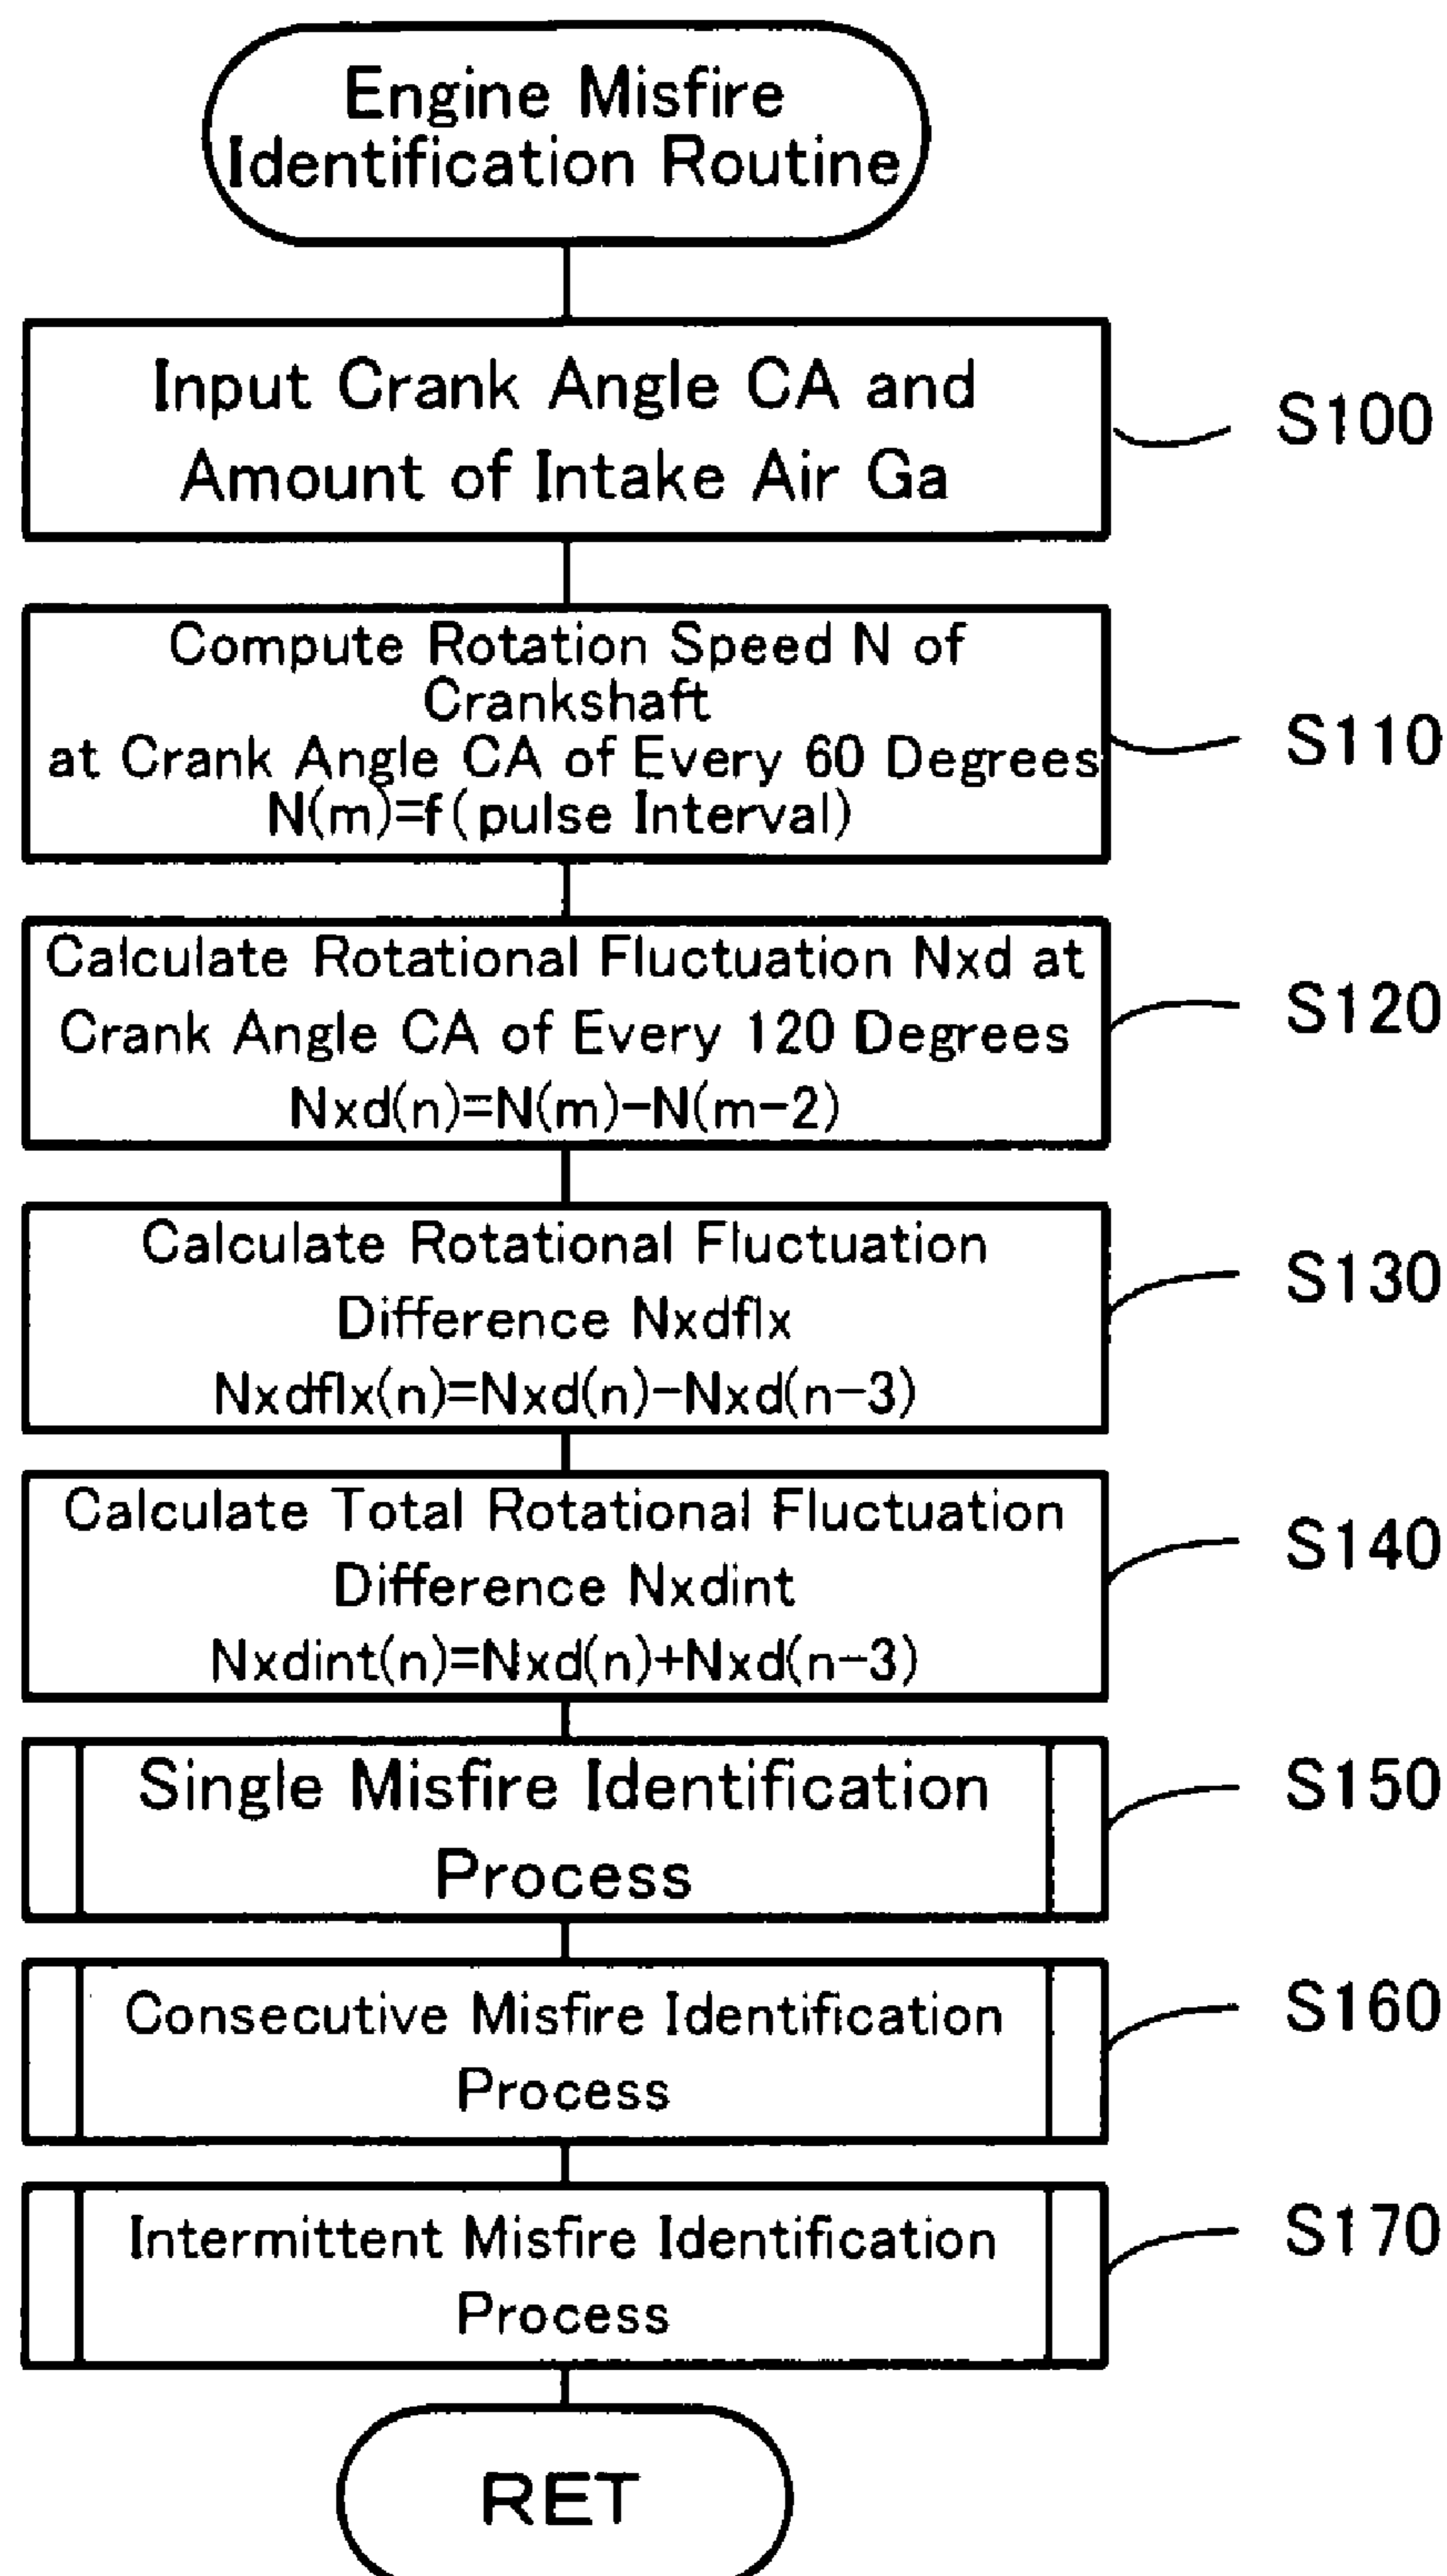 Engine Misfire
Identification Routine
Input Crank Angle CA and
Amount of Intake Air Ga
S100
Compute Rotation Speed N of
Crankshaft
at Crank Angle CA of Every 60 Degrees
N(m)=f(pulse Interval)
S110
Calculate Rotational Fluctuation Nxd at
Crank Angle CA of Every 120 Degrees
Nxd(n)=N(m)-N(m-2)
S120
Calculate Rotational Fluctuation
Difference Nxdflx
Nxdflx(n)=Nxd(n)-Nxd(n-3)
S130
Calculate Total Rotational Fluctuation
Difference Nxdint
Nxdint(n)=Nxd(n)+Nxd(n-3)
S140
Single Misfire Identification
Process
S150
Consecutive Misfire Identification
Process
S160
Intermittent Misfire Identification
Process
S170
RET